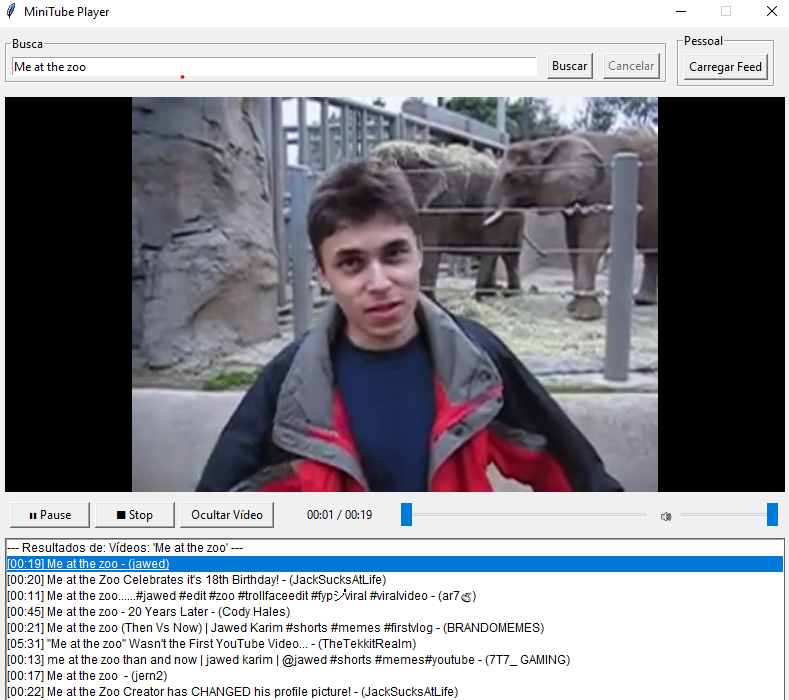 MiniTube Player
Busca
Pessoal
Me at the zoo
Buscar
Cancelar
Carregar Feed
Pause
Stop
Ocultar Vídeo
00:01 / 00:19
--- Resultados de: Vídeos: 'Me at the zoo' ---
[00:19] Me at the zoo - (jawed)
[00:20] Me at the Zoo Celebrates it's 18th Birthday! - (JackSucksAtLife)
[00:11] Me at the zoo......#jawed #edit #zoo #trollfaceedit #fypシ゚viral #viralvideo - (ar7)
[00:45] Me at the zoo - 20 Years Later - (Cody Hales)
[00:21] Me at the zoo (Then Vs Now) | Jawed Karim #shorts #memes #firstvlog - (BRANDOMEMES)
[05:31] "Me at the zoo" Wasn't the First YouTube Video... - (TheTekkitRealm)
[00:13] me at the zoo than and now | jawed karim | @jawed #shorts #memes#youtube - (7T7_ GAMING)
[00:17] Me at the zoo  - (jern2)
[00:22] Me at the Zoo Creator has CHANGED his profile picture! - (JackSucksAtLife)